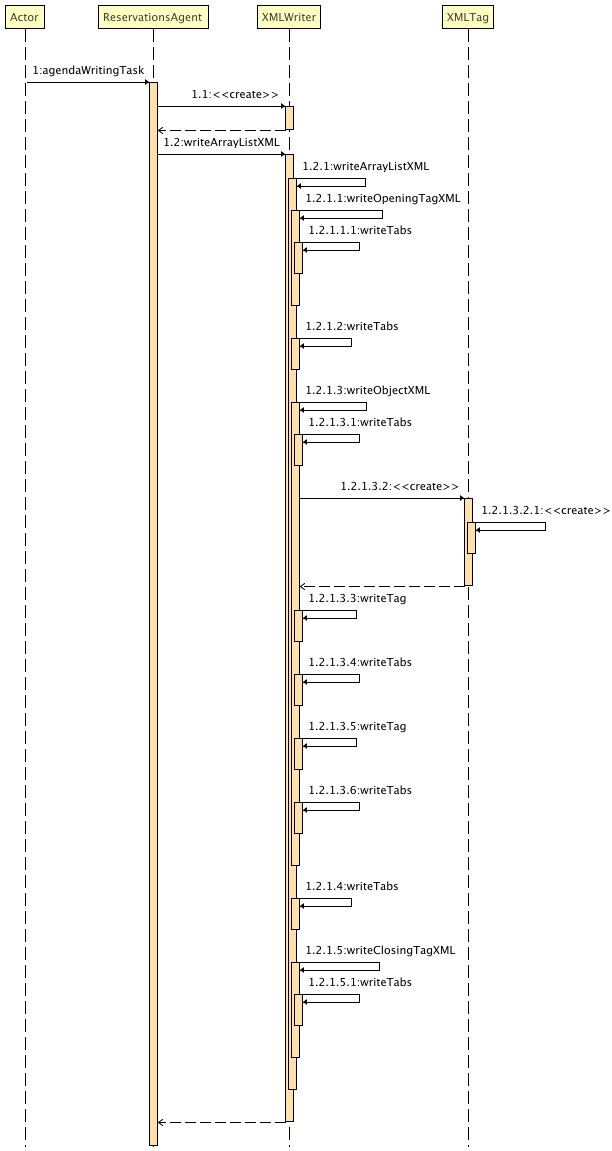 Actor
ReservationsAgent
XMLWriter
XMLTag
1:agendaWritingTask
1.1:<<create>>
1.2:writeArrayListXML
1.2.1:writeArrayListXML
1.2.1.1:writeOpeningTagXML
1.2.1.1.1:writeTabs
1.2.1.2:writeTabs
1.2.1.3:writeObjectXML
1.2.1.3.1:writeTabs
1.2.1.3.2:<<create>>
1.2.1.3.2.1:<<create>>
1.2.1.3.3:writeTag
1.2.1.3.4:writeTabs
1.2.1.3.5:writeTag
1.2.1.3.6:writeTabs
1.2.1.4:writeTabs
1.2.1.5:writeClosingTagXML
1.2.1.5.1:writeTabs